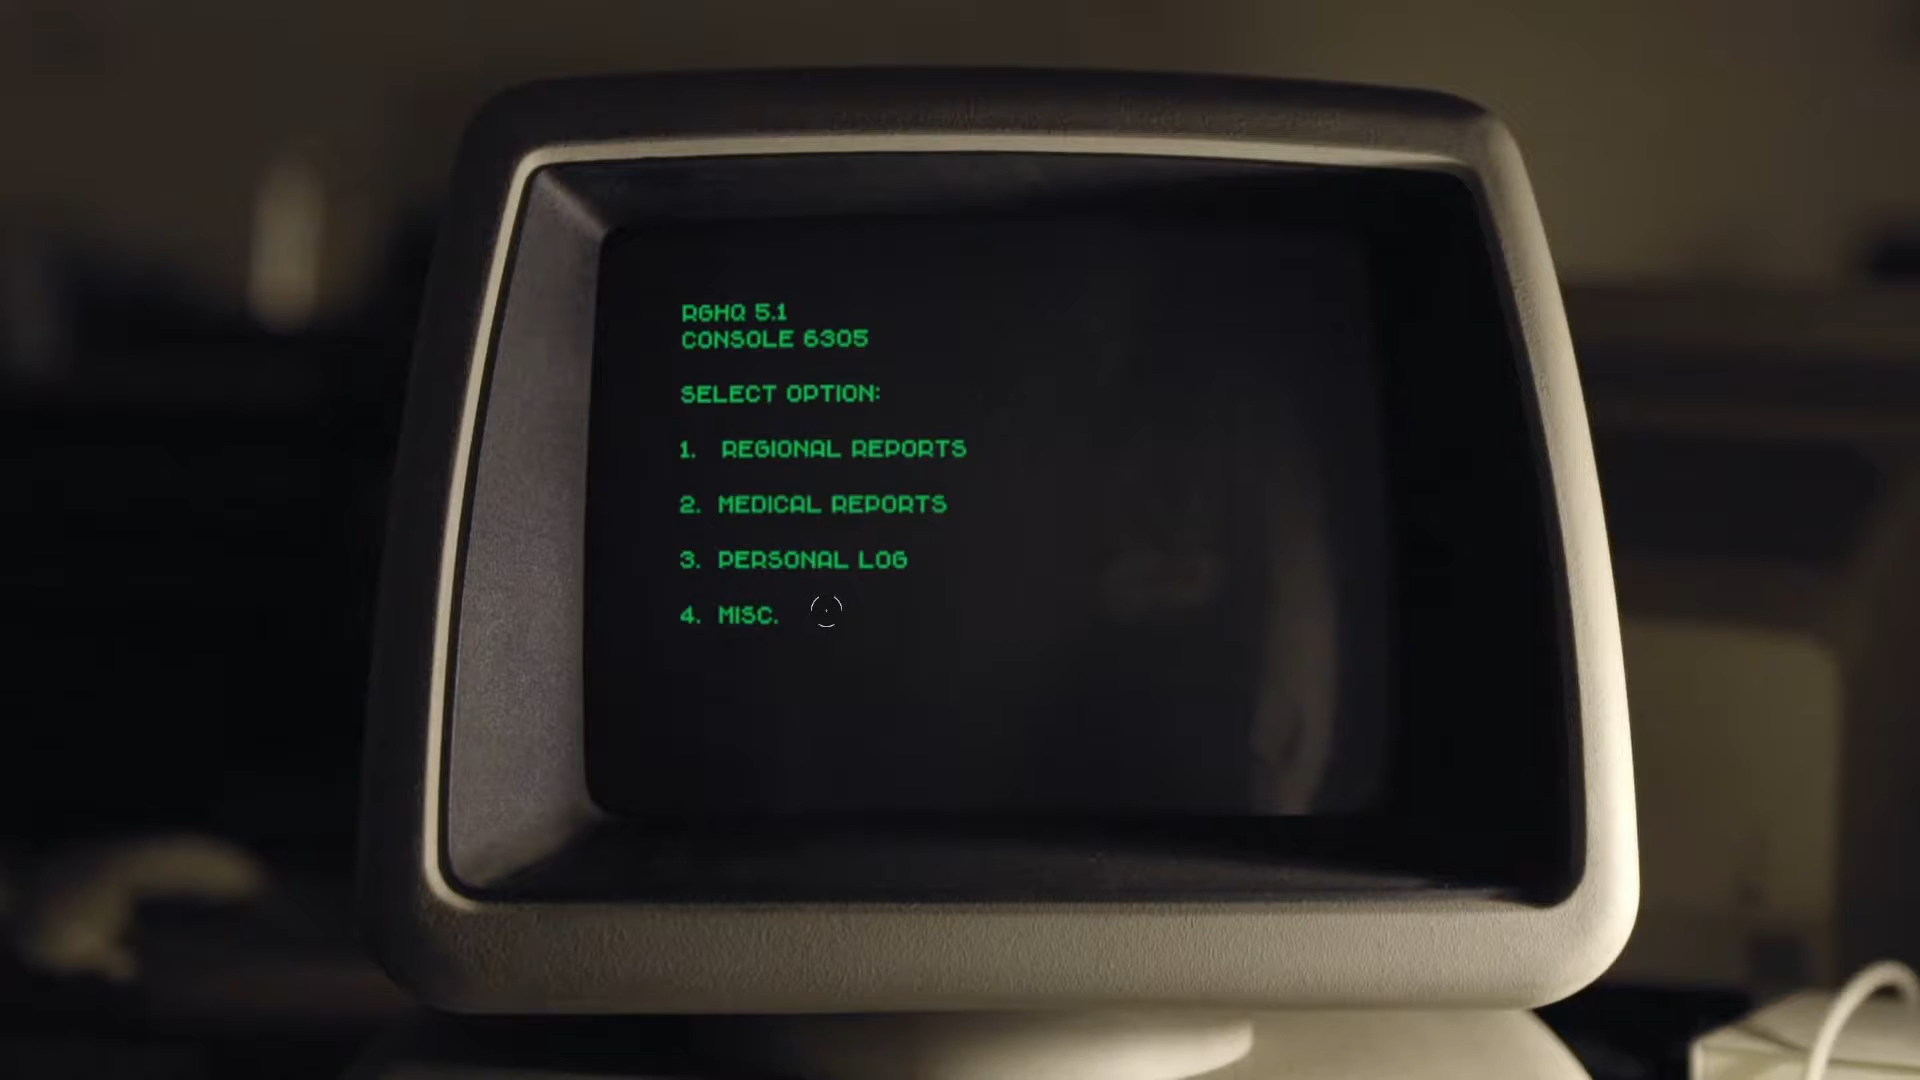 RGHQ 5.1
CONSOLE 6305
SELECT OPTION:
1. REGIONAL REPORTS
2. MEDICAL REPORTS
3. PERSONAL LOG
4. MISC.